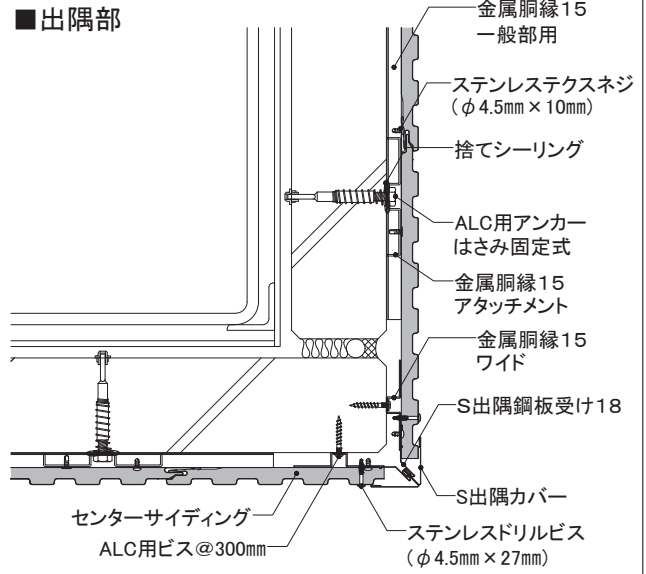 ■出隅部
金属胴縁15
一般部用
ステンレステクスネジ
(φ4.5㎜×10㎜)
捨てシーリング
ALC用アンカー
はさみ固定式
金属胴縁15
アタッチメント
金属胴縁15
ワイド
S出隅鋼板受け18
S出隅カバー
センターサイディング
ALC用ビス@300㎜
ステンレスドリルビス
(φ4.5㎜×27㎜)